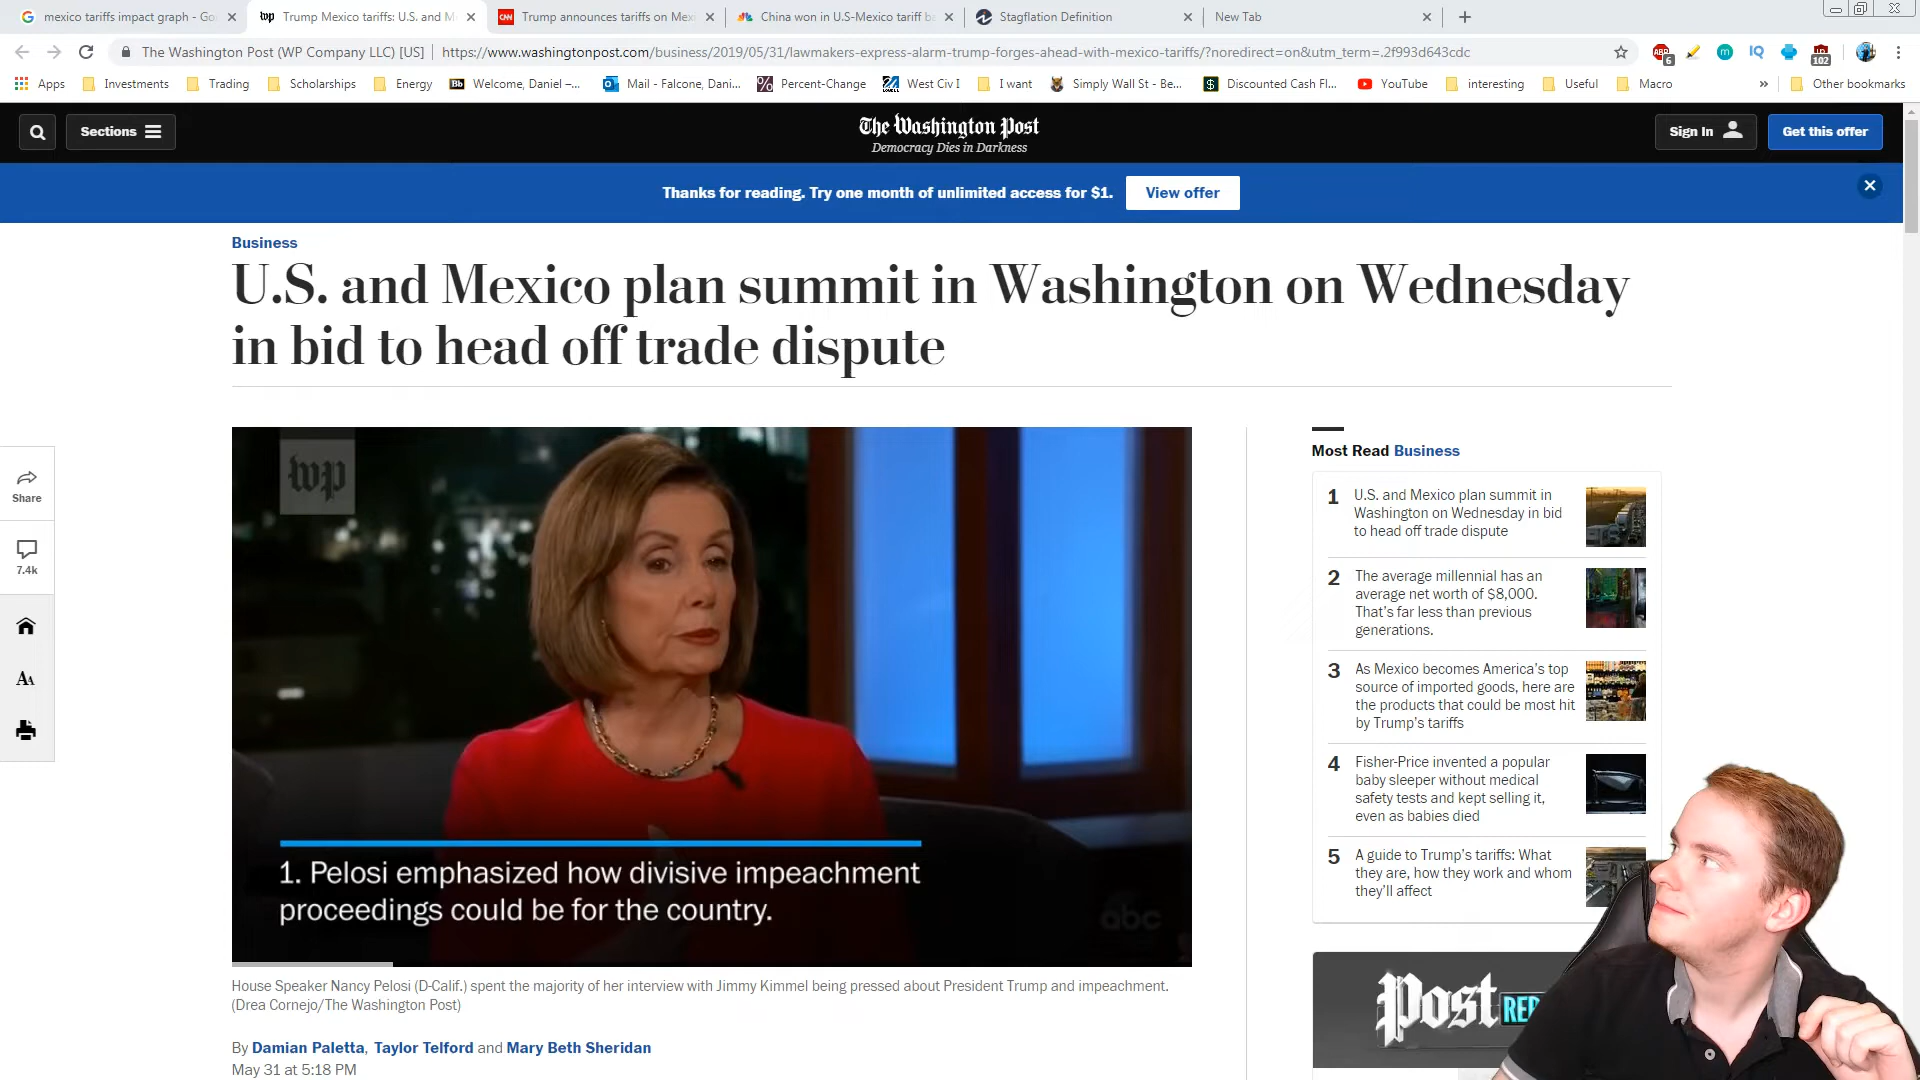 mexico tariffs impact graph - Go
Trump Mexico tariffs: U.S. and M
Trump announces tariffs on Mex
China won in U.S-Mexico tariff ba
Stagflation Definition
New Tab
The Washington Post (WP Company LLC) [US]
https://www.washingtonpost.com/business/2019/05/31/lawmakers-express-alarm-trump-forges-ahead-with-mexico-tariffs/?noredirect=on&utm_term=.2f993d643cdc
Apps
Investments
Trading
Scholarships
Energy
Bb
Welcome, Daniel –...
Mail - Falcone, Dani...
Percent-Change
West Civ I
I want
Simply Wall St - Be...
Discounted Cash Fl...
YouTube
interesting
Useful
Macro
Other bookmarks
Sections
The Washington Post
Democracy Dies in Darkness
Sign In
Get this offer
Thanks for reading. Try one month of unlimited access for $1.
View offer
Business
U.S. and Mexico plan summit in Washington on Wednesday
in bid to head off trade dispute
Share
7.4k
wp
1. Pelosi emphasized how divisive impeachment
proceedings could be for the country.
abc
House Speaker Nancy Pelosi (D-Calif.) spent the majority of her interview with Jimmy Kimmel being pressed about President Trump and impeachment.
(Drea Cornejo/The Washington Post)
By Damian Paletta, Taylor Telford and Mary Beth Sheridan
May 31 at 5:18 PM
Most Read Business
1 U.S. and Mexico plan summit in
Washington on Wednesday in bid
to head off trade dispute
2 The average millennial has an
average net worth of $8,000.
That's far less than previous
generations.
3 As Mexico becomes America's top
source of imported goods, here are
the products that could be most hit
by Trump's tariffs
4 Fisher-Price invented a popular
baby sleeper without medical
safety tests and kept selling it,
even as babies died
5 A guide to Trump's tariffs: What
they are, how they work and whom
they'll affect
Post